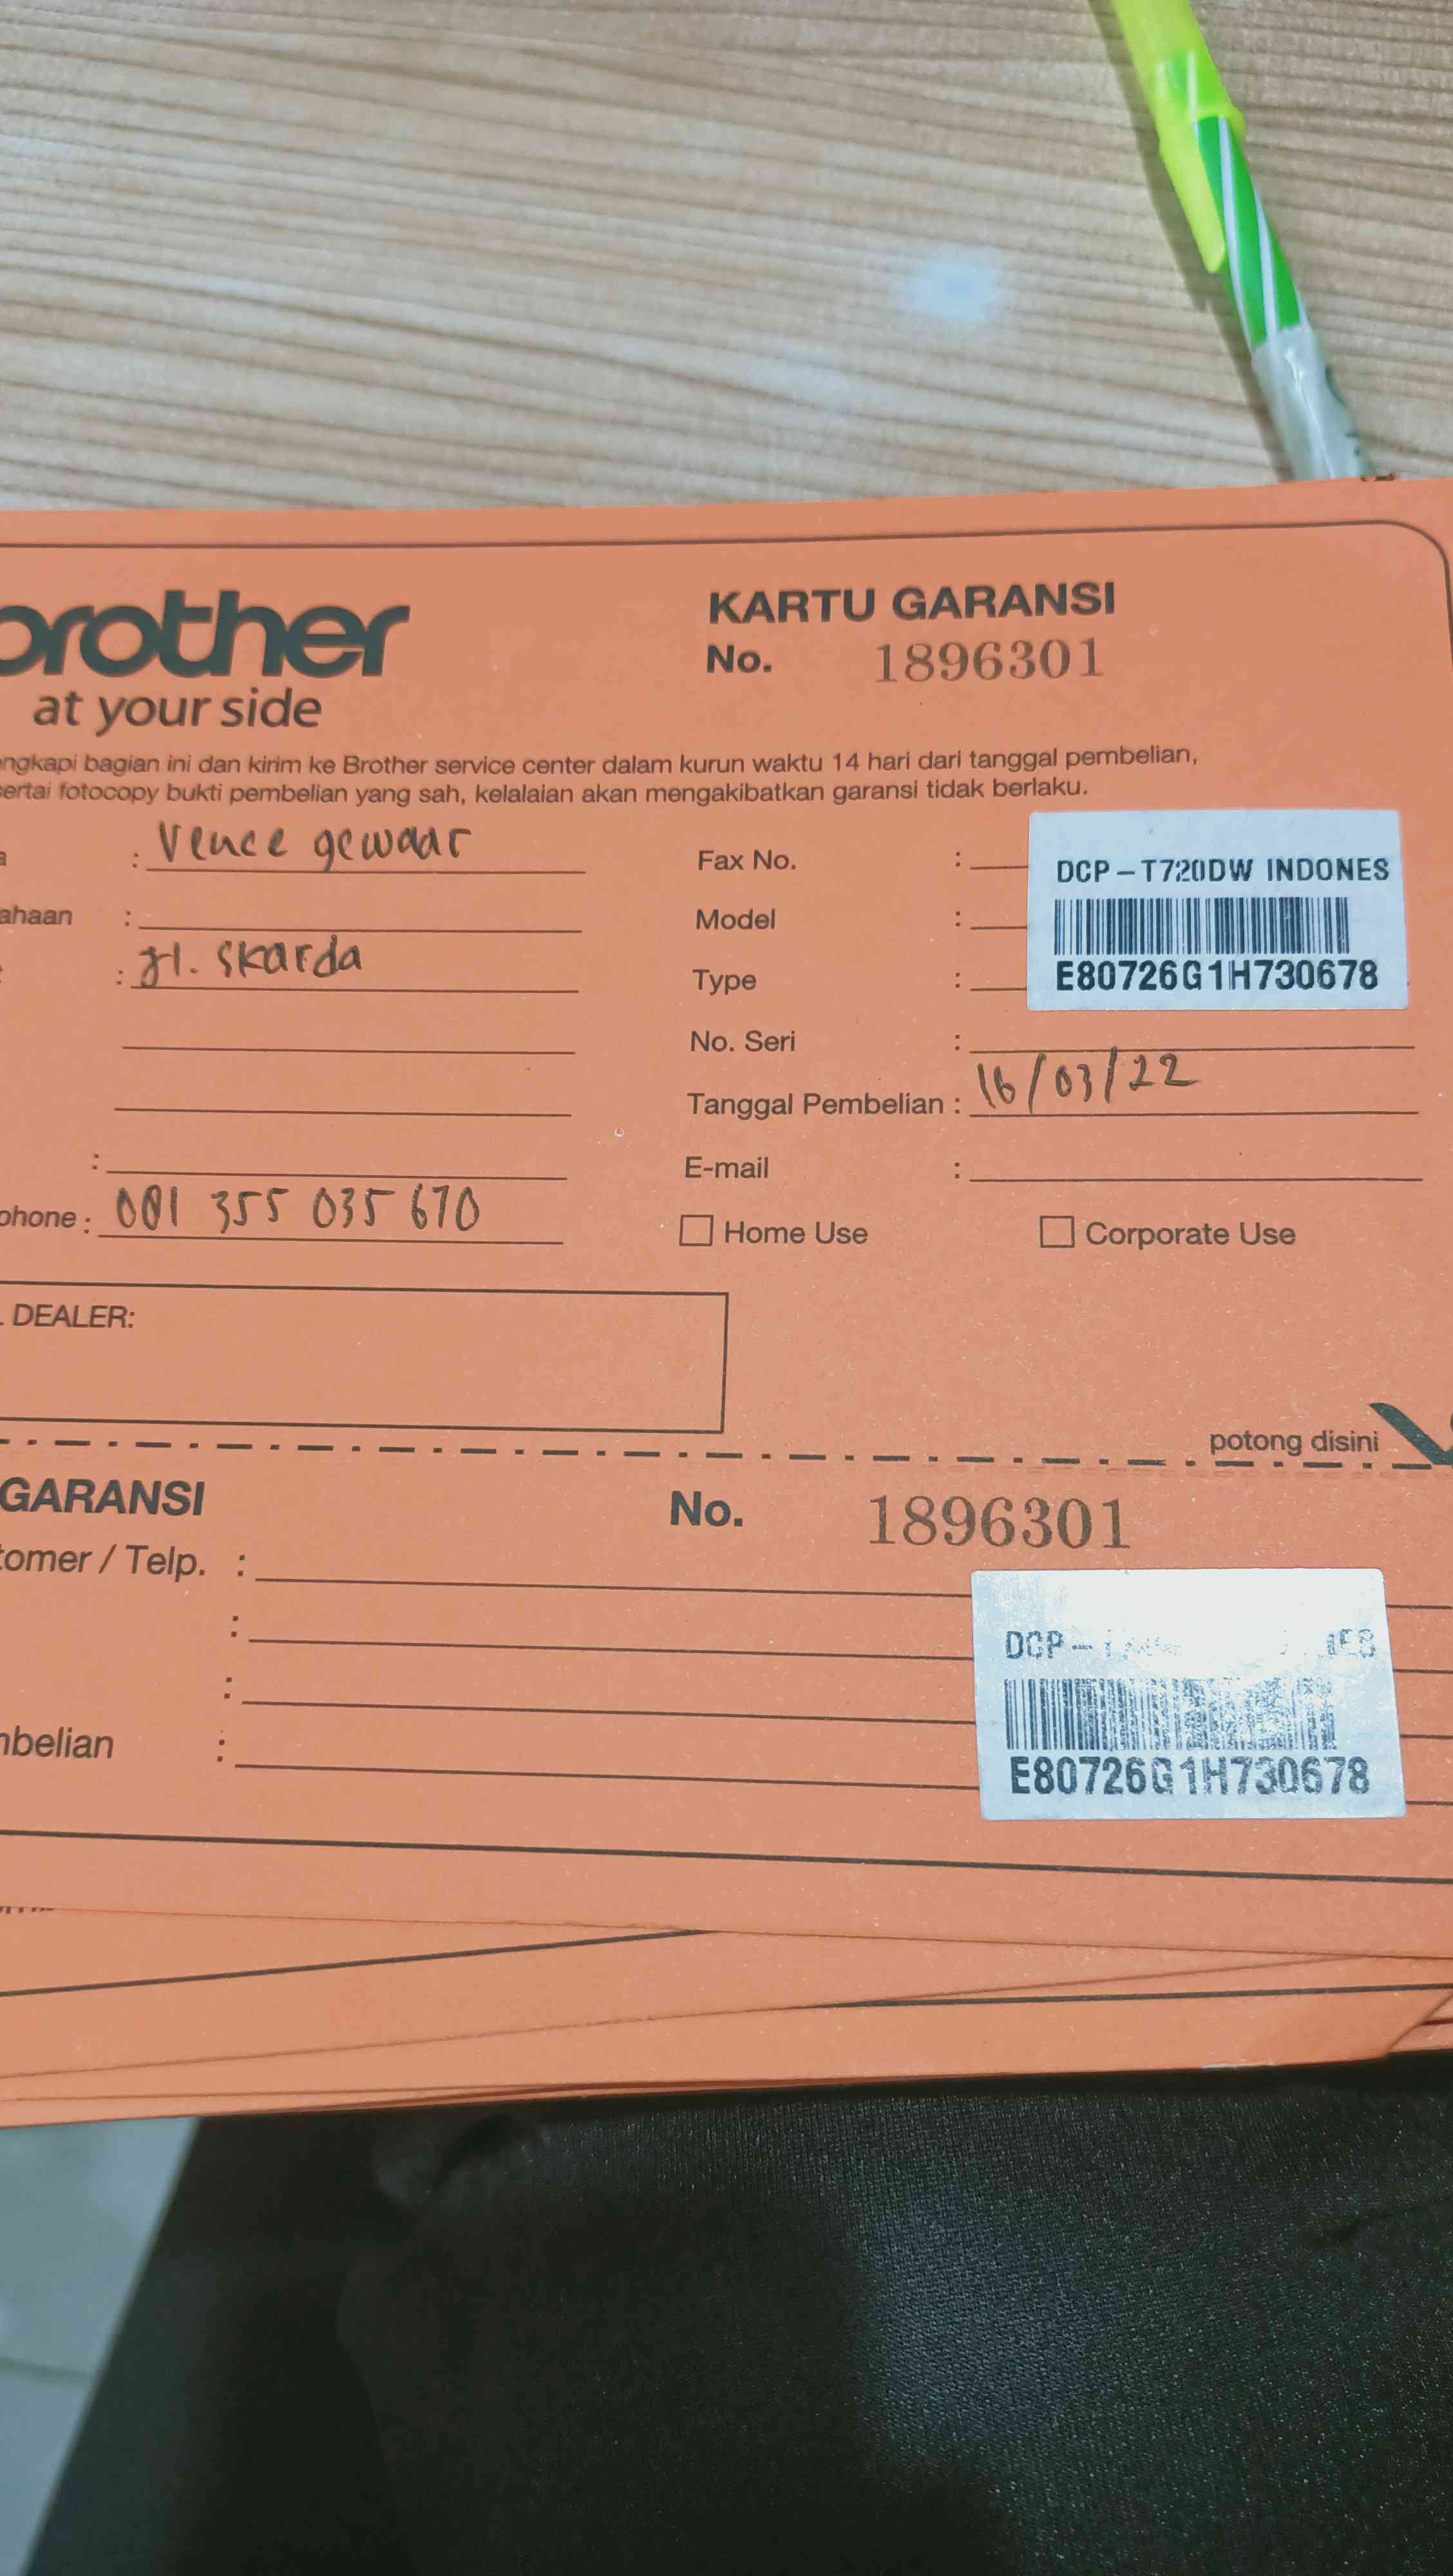 brother
at your side
KARTU GARANSI
No. 1896301
ngkapi bagian ini dan kirim ke Brother service center dalam kurun waktu 14 hari dari tanggal pembelian,
sertai fotocopy bukti pembelian yang sah, kelalaian akan mengakibatkan garansi tidak berlaku.
a : Vence gewaar
ahaan :
: jl. Skarda
:
phone : 081 355 035 670
Fax No. :
Model :
Type :
No. Seri :
Tanggal Pembelian : 16/03/22
E-mail :
Home Use Corporate Use
DCP-T720DW INDONES
E80726G1H730678
. DEALER:
potong disini
GARANSI No. 1896301
tomer / Telp. :
:
:
mbelian :
E80726G1H730678